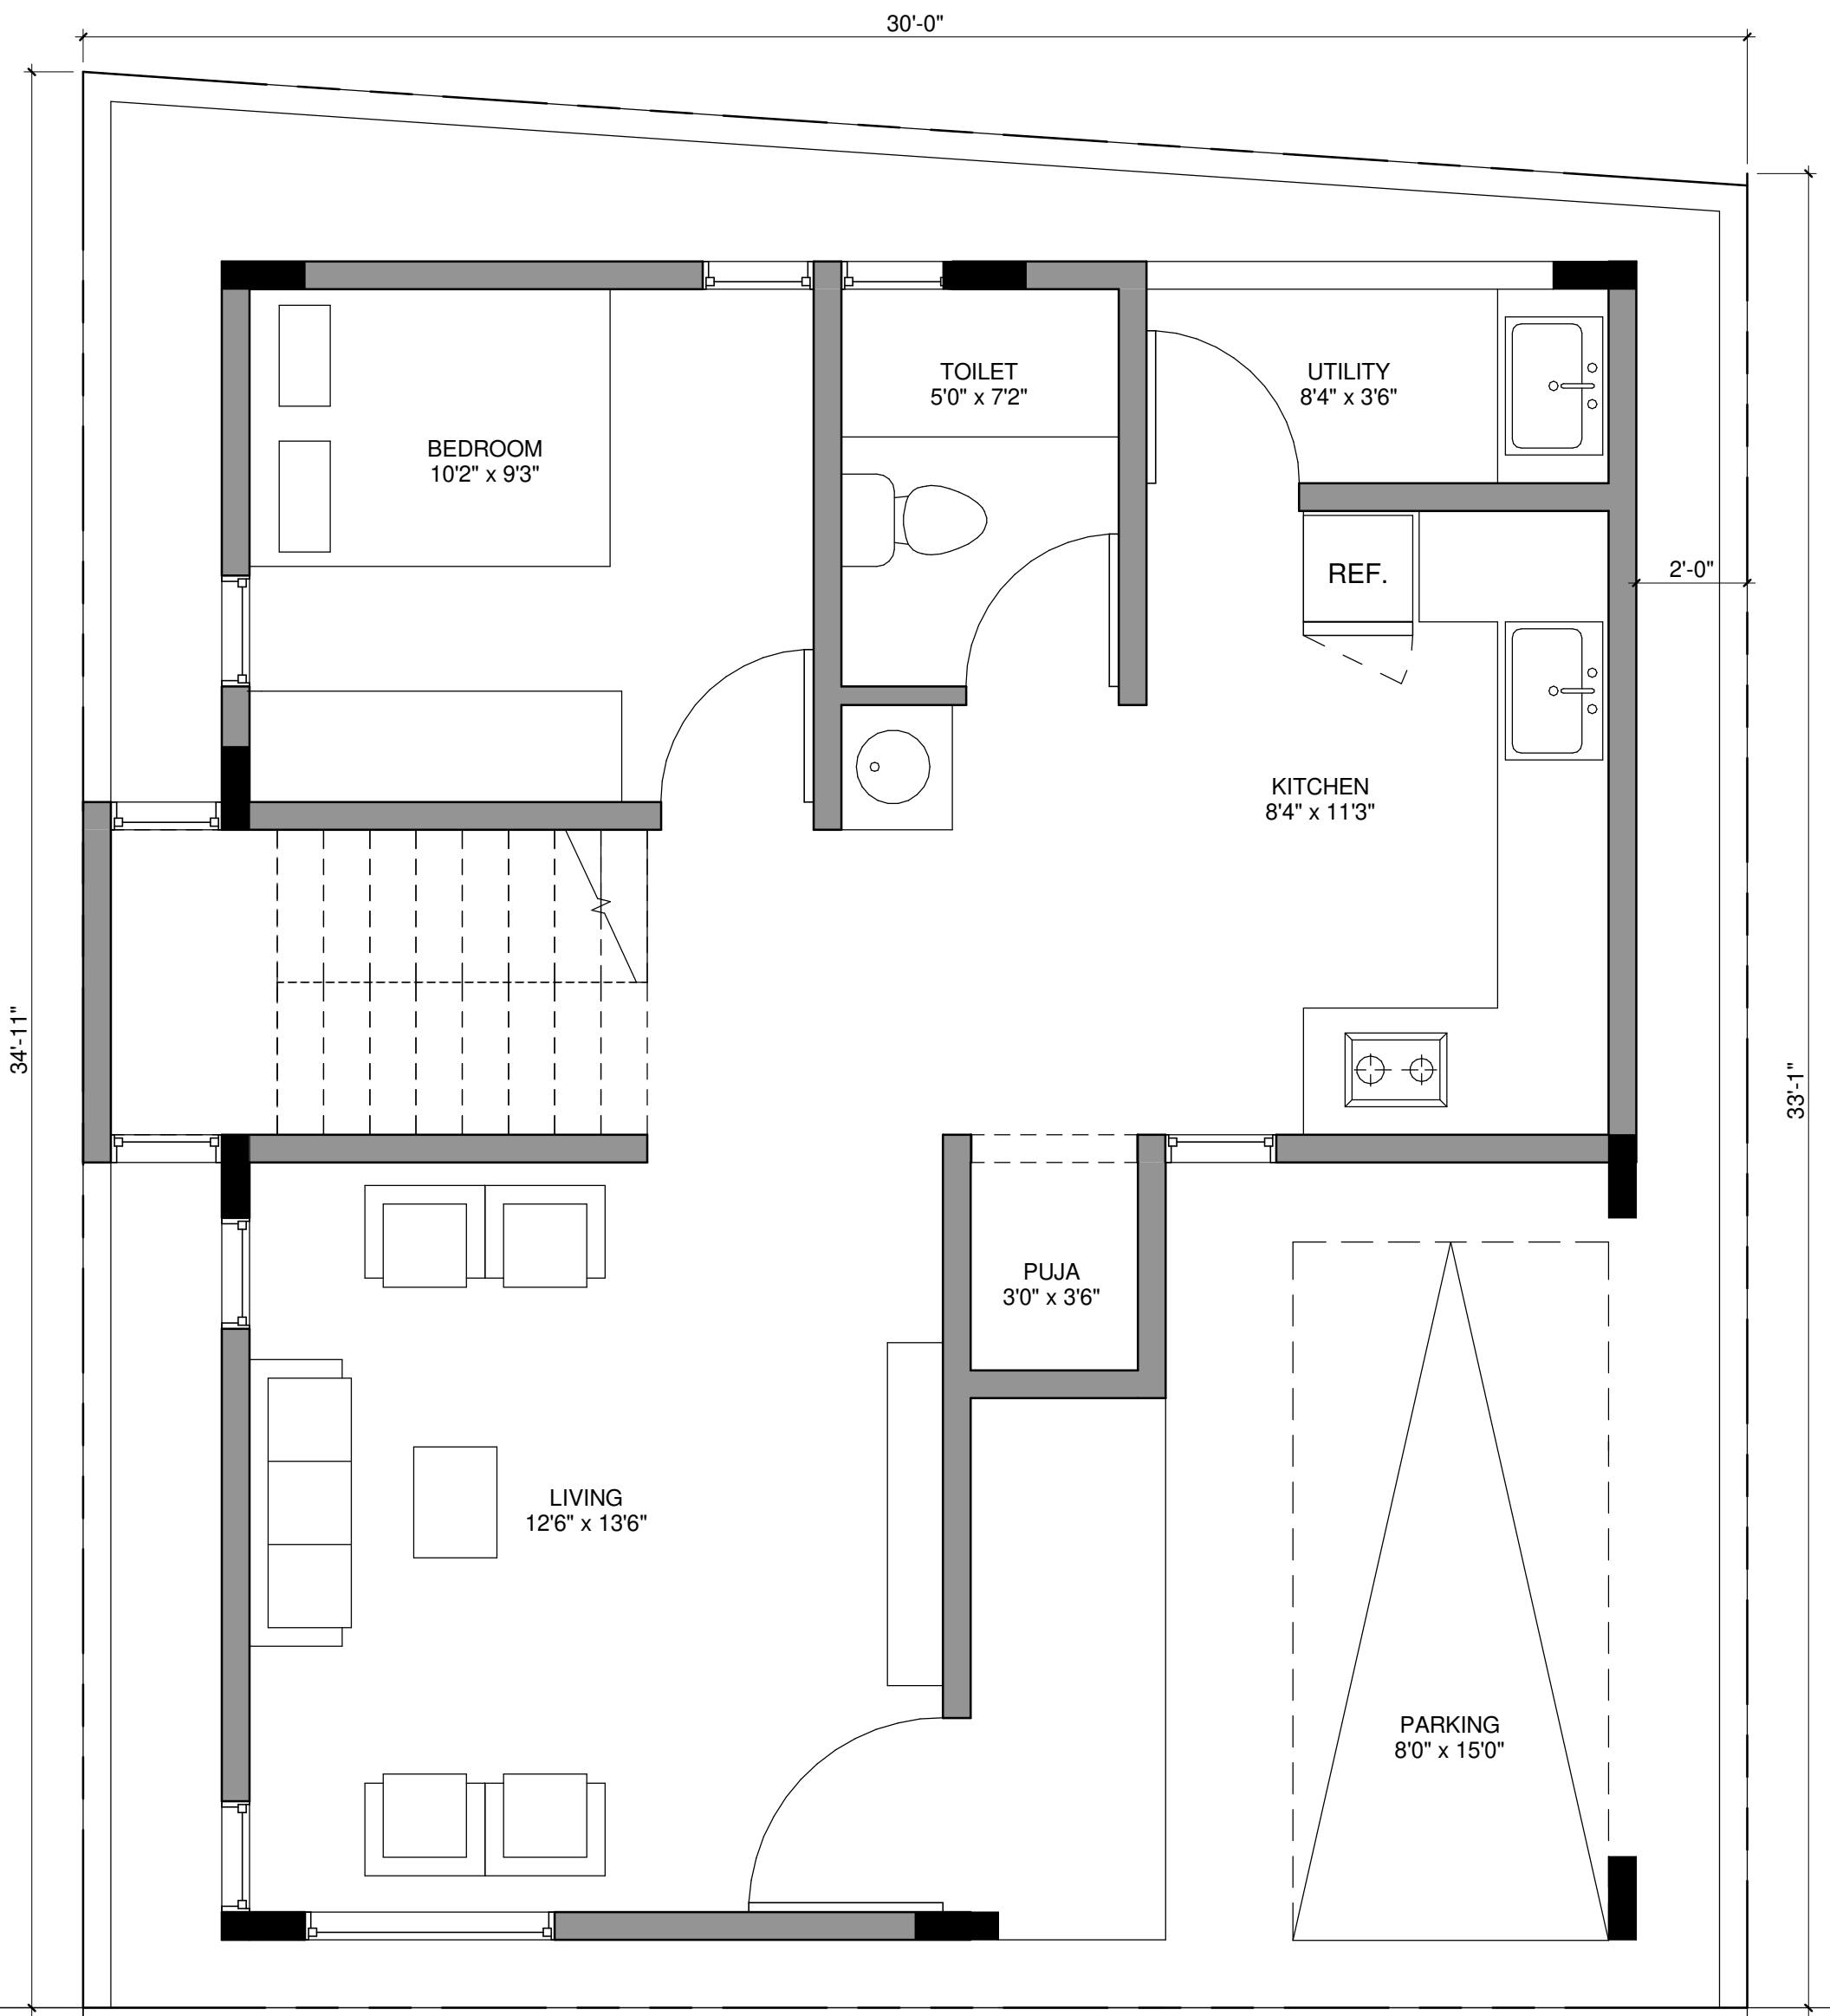 30'-0"
TOILET
5'0" x 7'2"
UTILITY
8'4" x 3'6"
BEDROOM
10'2" x 9'3"
REF.
2'-0"
KITCHEN
8'4" x 11'3"
34'-11"
33'-1"
PUJA
3'0" x 3'6"
LIVING
12'6" x 13'6"
PARKING
8'0" x 15'0"